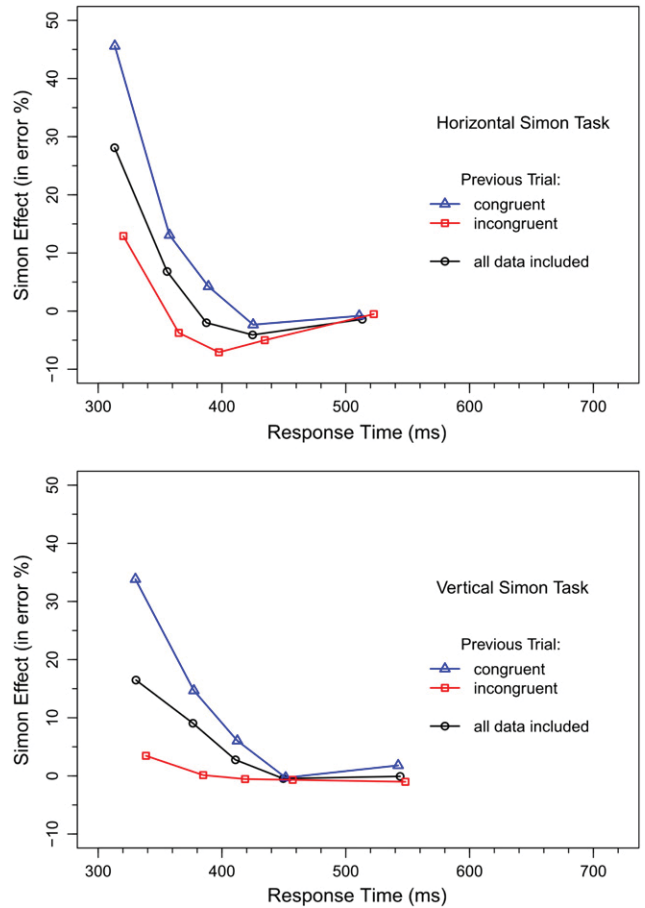 50
40
30
20
10
0
−10
Simon Effect (in error %)
Horizontal Simon Task
Previous Trial:
congruent
incongruent
all data included
300 400 500 600 700
Response Time (ms)
50
40
30
20
10
0
−10
Simon Effect (in error %)
Vertical Simon Task
Previous Trial:
congruent
incongruent
all data included
300 400 500 600 700
Response Time (ms)